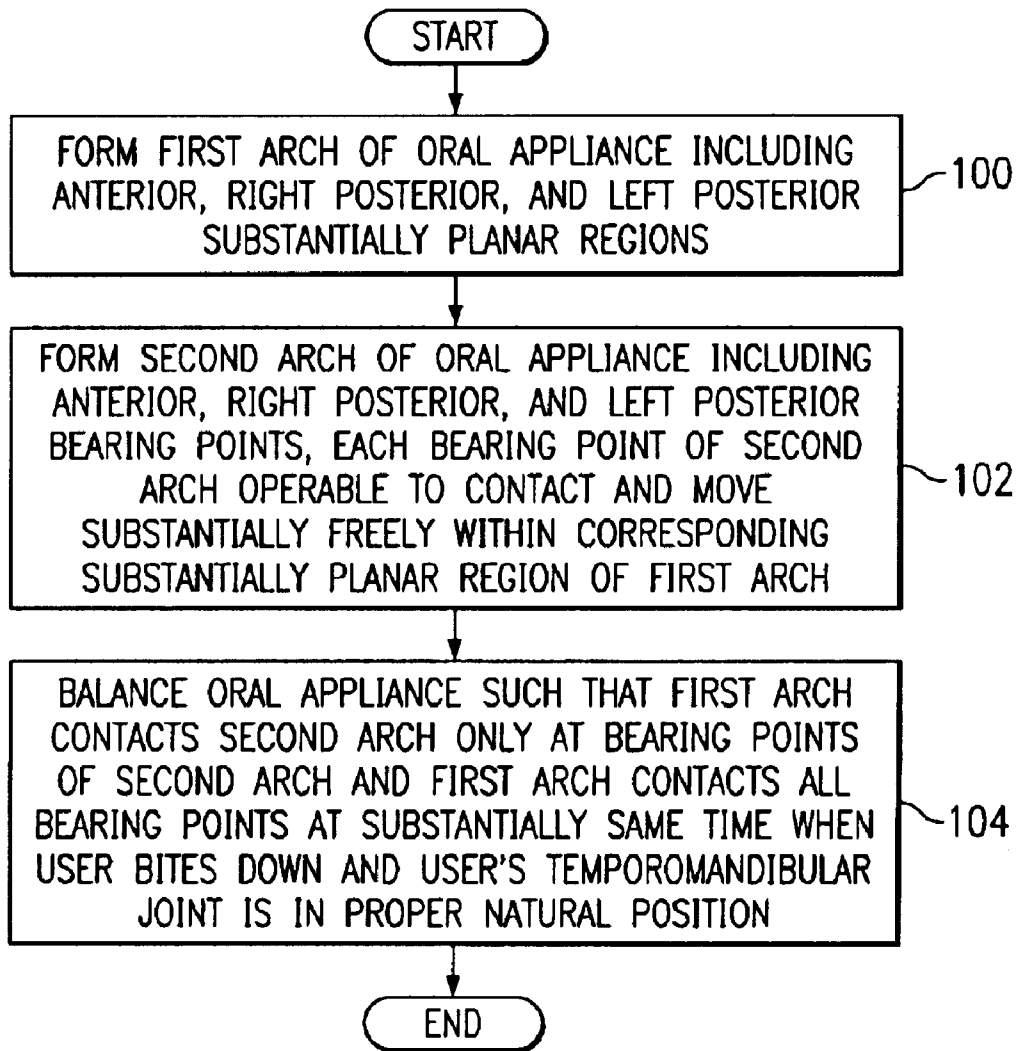 START
FORM FIRST ARCH OF ORAL APPLIANCE INCLUDING
ANTERIOR, RIGHT POSTERIOR, AND LEFT POSTERIOR
SUBSTANTIALLY PLANAR REGIONS
100
FORM SECOND ARCH OF ORAL APPLIANCE INCLUDING
ANTERIOR, RIGHT POSTERIOR, AND LEFT POSTERIOR
BEARING POINTS, EACH BEARING POINT OF SECOND
ARCH OPERABLE TO CONTACT AND MOVE
SUBSTANTIALLY FREELY WITHIN CORRESPONDING
SUBSTANTIALLY PLANAR REGION OF FIRST ARCH
102
BALANCE ORAL APPLIANCE SUCH THAT FIRST ARCH
CONTACTS SECOND ARCH ONLY AT BEARING POINTS
OF SECOND ARCH AND FIRST ARCH CONTACTS ALL
BEARING POINTS AT SUBSTANTIALLY SAME TIME WHEN
USER BITES DOWN AND USER'S TEMPOROMANDIBULAR
JOINT IS IN PROPER NATURAL POSITION
104
END